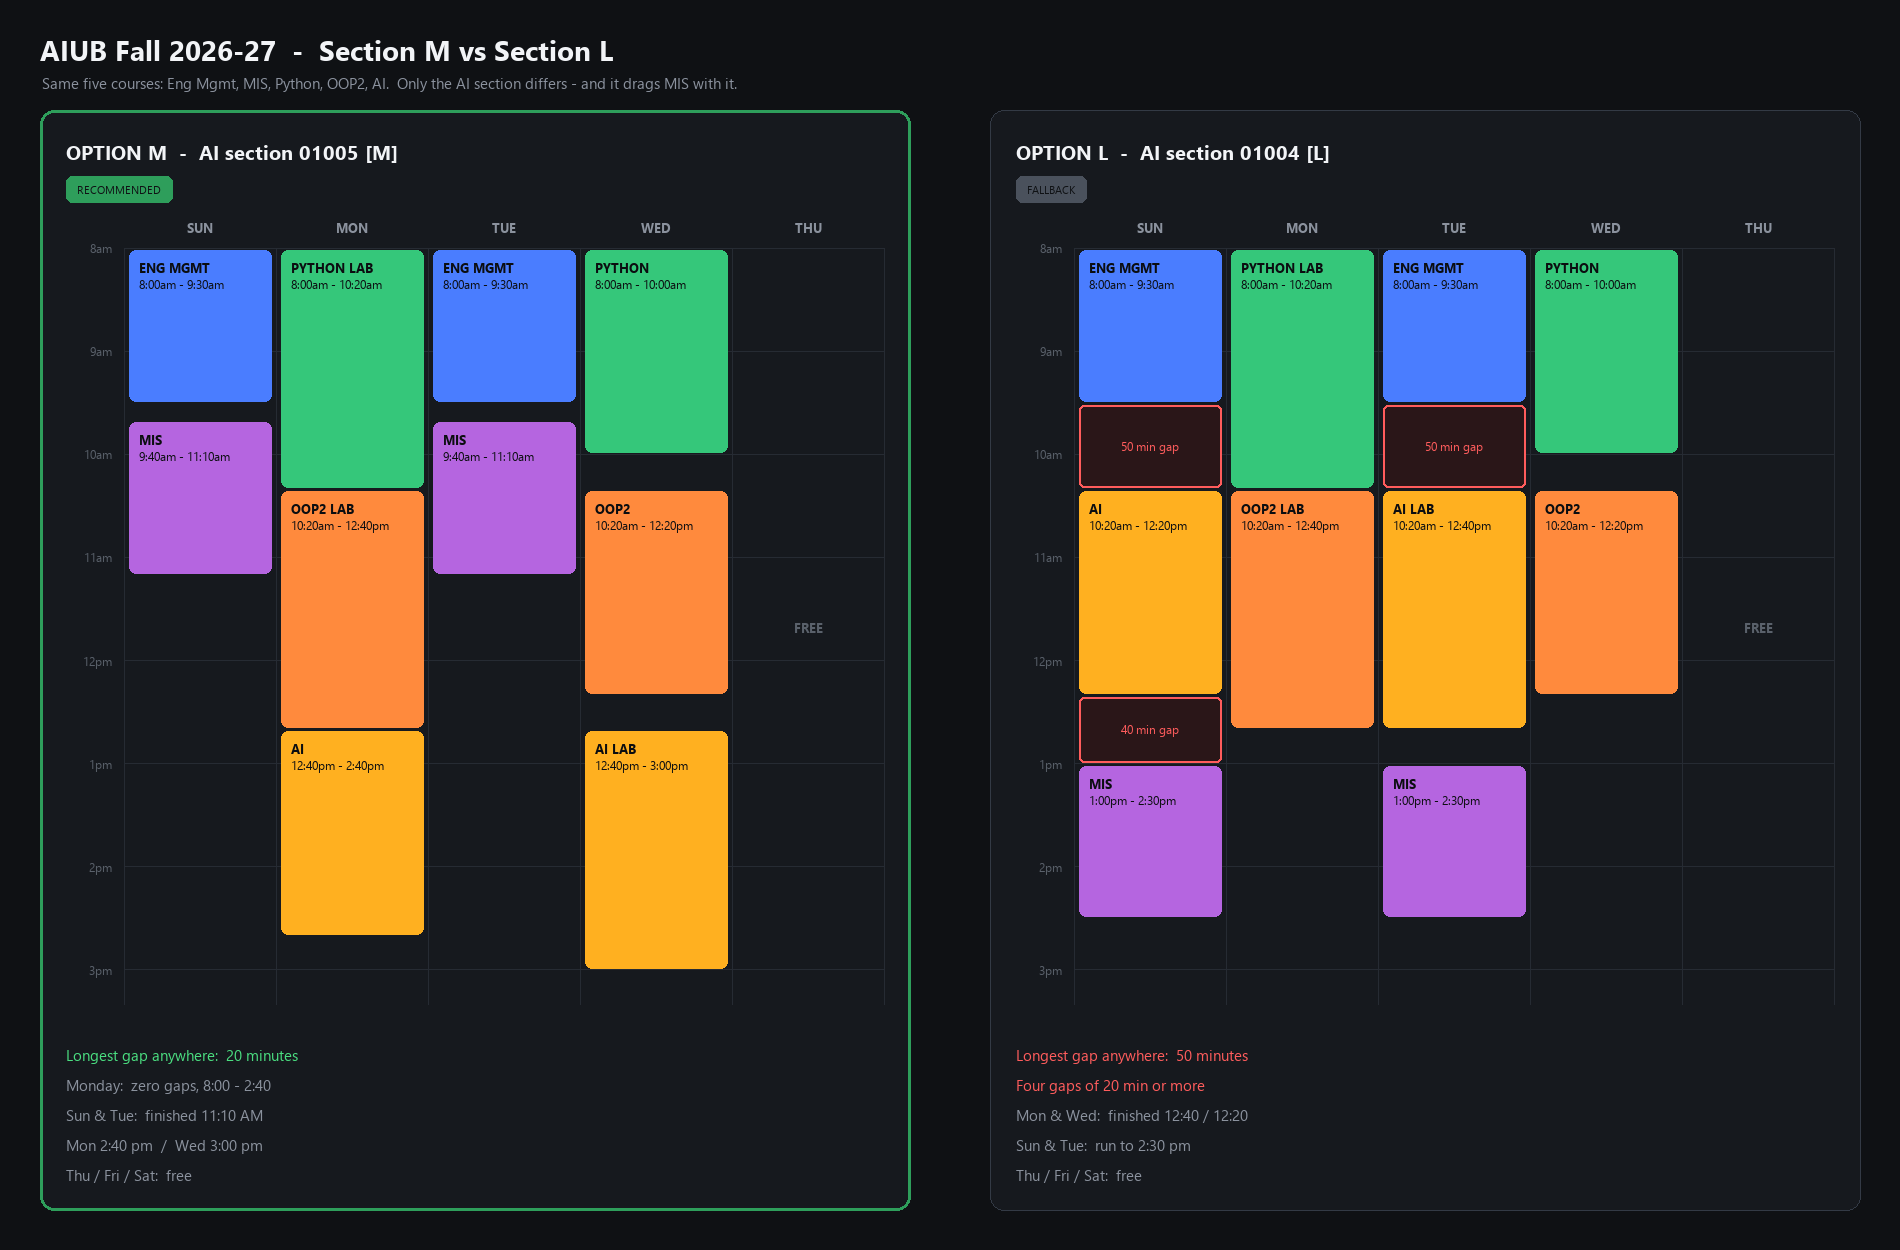 AIUB Fall 2026-27 - Section M vs Section L
Same five courses: Eng Mgmt, MIS, Python, OOP2, AI. Only the AI section differs - and it drags MIS with it.
OPTION M - AI section 01005 [M]
RECOMMENDED
SUN MON TUE WED THU
8am
9am
10am
11am
12pm
1pm
2pm
3pm
ENG MGMT
8:00am - 9:30am
MIS
9:40am - 11:10am
PYTHON LAB
8:00am - 10:20am
OOP2 LAB
10:20am - 12:40pm
AI
12:40pm - 2:40pm
ENG MGMT
8:00am - 9:30am
MIS
9:40am - 11:10am
PYTHON
8:00am - 10:00am
OOP2
10:20am - 12:20pm
AI LAB
12:40pm - 3:00pm
FREE
Longest gap anywhere: 20 minutes
Monday: zero gaps, 8:00 - 2:40
Sun & Tue: finished 11:10 AM
Mon 2:40 pm / Wed 3:00 pm
Thu / Fri / Sat: free
OPTION L - AI section 01004 [L]
FALLBACK
SUN MON TUE WED THU
8am
9am
10am
11am
12pm
1pm
2pm
3pm
ENG MGMT
8:00am - 9:30am
50 min gap
AI
10:20am - 12:20pm
40 min gap
MIS
1:00pm - 2:30pm
PYTHON LAB
8:00am - 10:20am
OOP2 LAB
10:20am - 12:40pm
ENG MGMT
8:00am - 9:30am
50 min gap
AI LAB
10:20am - 12:40pm
MIS
1:00pm - 2:30pm
PYTHON
8:00am - 10:00am
OOP2
10:20am - 12:20pm
FREE
Longest gap anywhere: 50 minutes
Four gaps of 20 min or more
Mon & Wed: finished 12:40 / 12:20
Sun & Tue: run to 2:30 pm
Thu / Fri / Sat: free